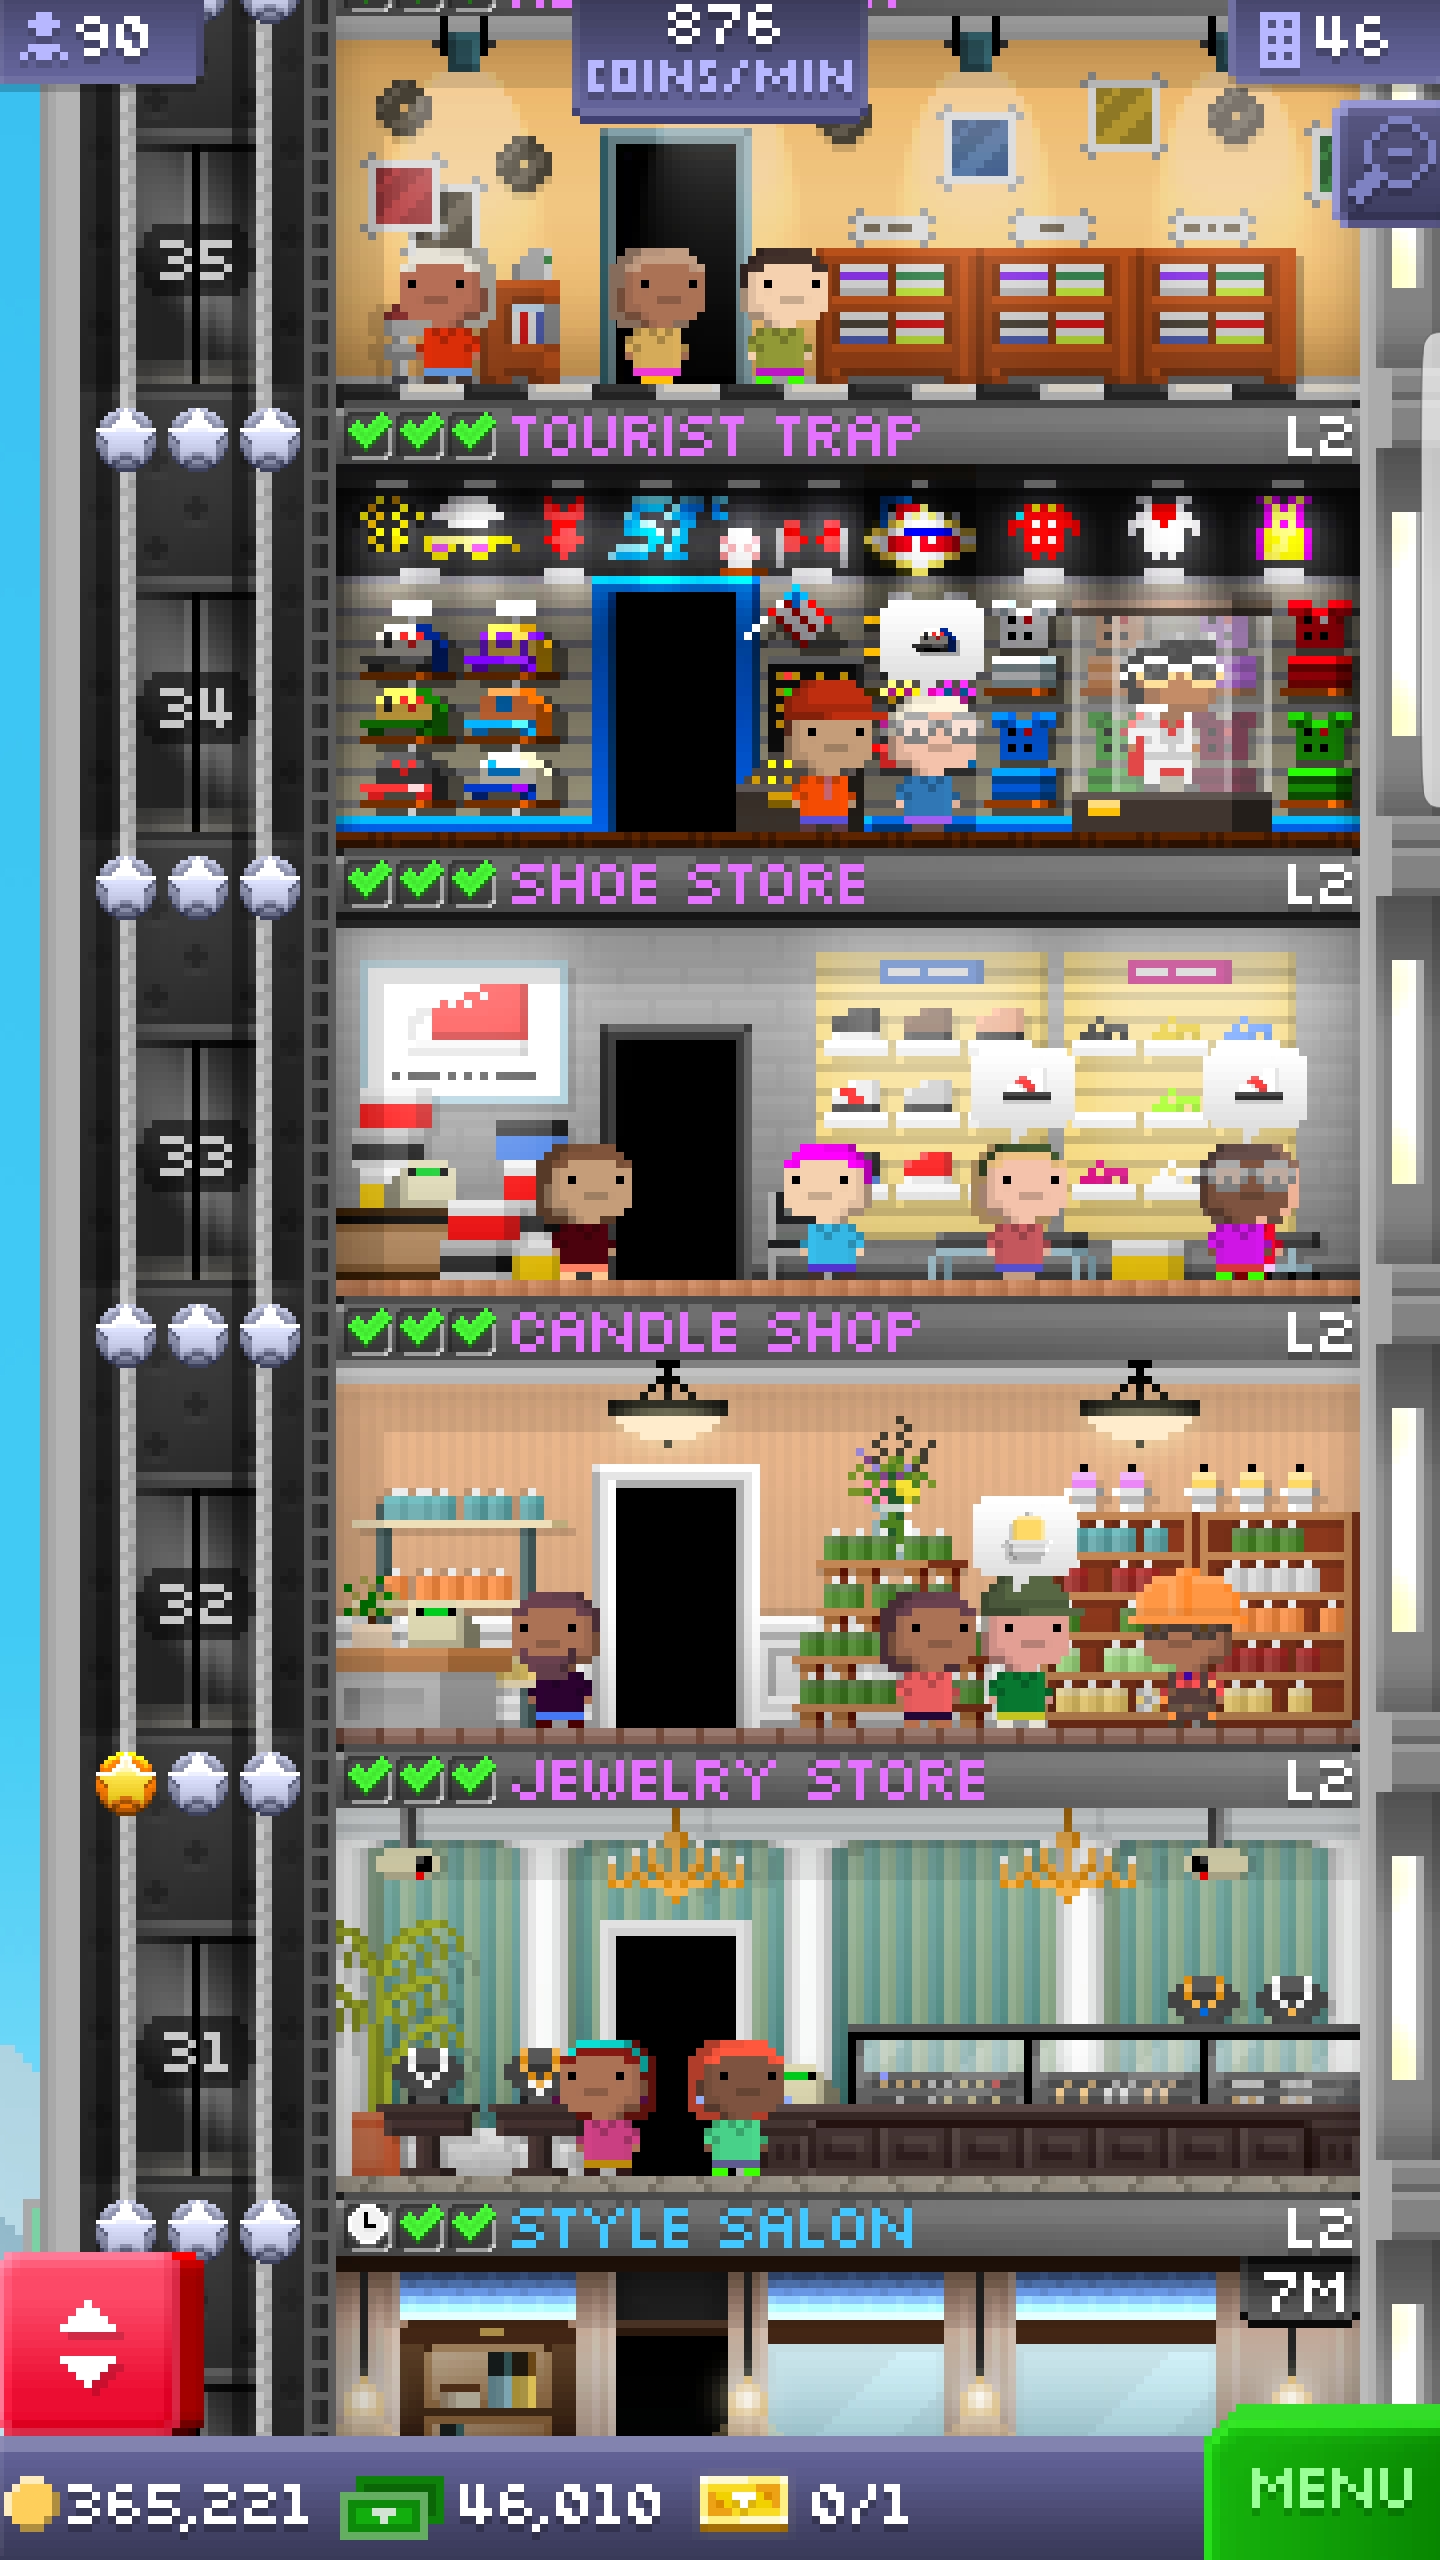 90
876
COINS/MIN
46
35
TOURIST TRAP L2
34
SHOE STORE L2
33
CANDLE SHOP L2
32
JEWELRY STORE L2
31
STYLE SALON L2
7M
365,221 46,010 0/1
MENU